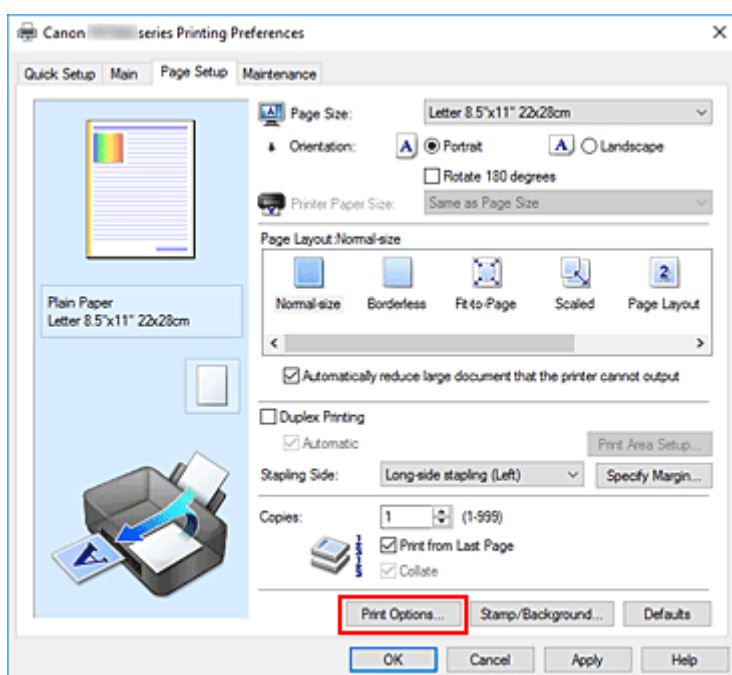 Canon series Printing Preferences
Quick Setup Main Page Setup Maintenance
Page Size: Letter 8.5"x11" 22x28cm
Orientation: A Portrait A Landscape
Rotate 180 degrees
Printer Paper Size: Same as Page Size
Page Layout:Normal-size
2
Normal-size Borderless Fit-to-Page Scaled Page Layout
Plain Paper
Letter 8.5"x11" 22x28cm
Automatically reduce large document that the printer cannot output
Duplex Printing
Automatic Print Area Setup...
Stapling Side: Long-side stapling (Left) Specify Margin...
Copies: 1 (1-999)
Print from Last Page
Collate
A
Print Options... Stamp/Background... Defaults
OK Cancel Apply Help